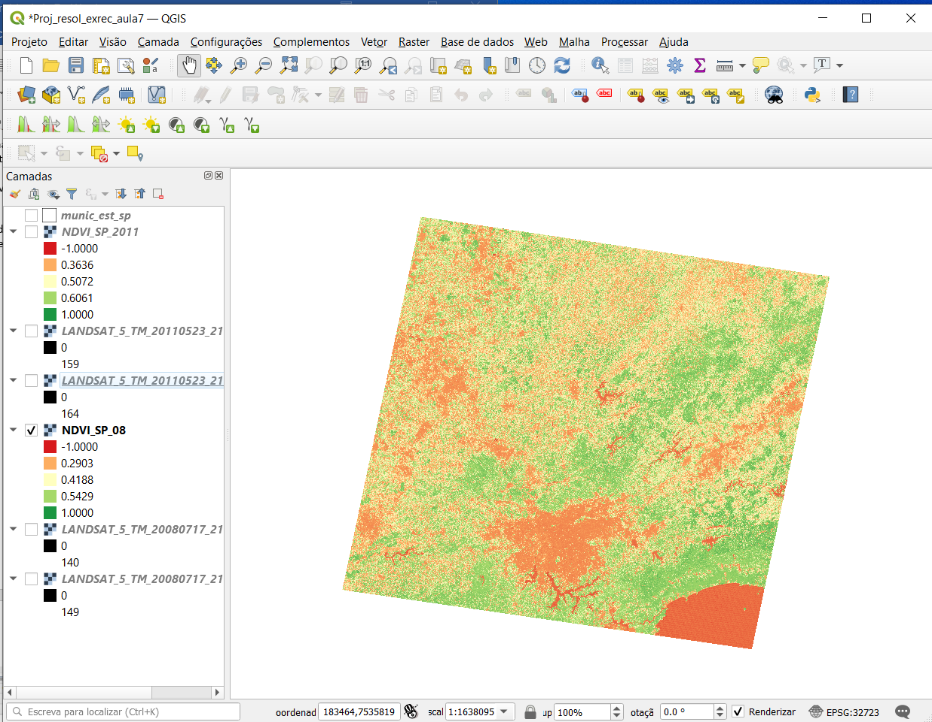 *Proj_resol_exrec_aula7 — QGIS
Projeto Editar Visão Camada Configurações Complementos Vetor Raster Base de dados Web Malha Processar Ajuda
Camadas
munic_est_sp
NDVI_SP_2011
-1.0000
0.3636
0.5072
0.6061
1.0000
LANDSAT_5_TM_20110523_21
0
159
LANDSAT_5_TM_20110523_21
0
164
NDVI_SP_08
-1.0000
0.2903
0.4188
0.5429
1.0000
LANDSAT_5_TM_20080717_21
0
140
LANDSAT_5_TM_20080717_21
0
149
Escreva para localizar (Ctrl+K) oordenad 183464,7535819 scal 1:1638095 up 100% otaçã 0.0 ° Renderizar EPSG:32723